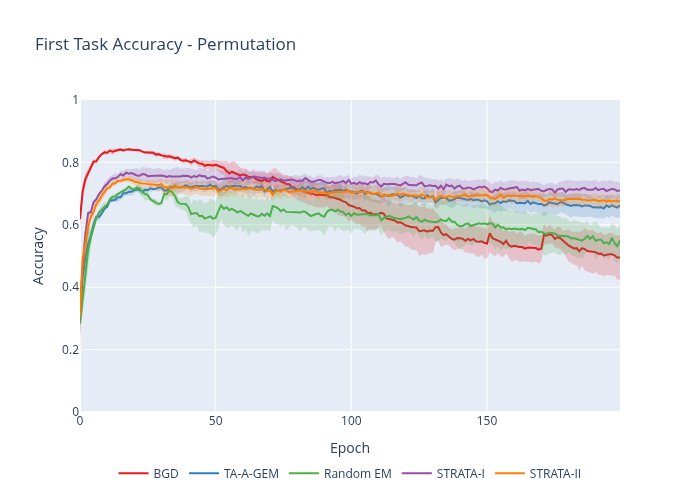 First Task Accuracy - Permutation
1
0.8
0.6
0.4
0.2
0
Accuracy
0 50 100 150
Epoch
BGD TA-A-GEM Random EM STRATA-I STRATA-II